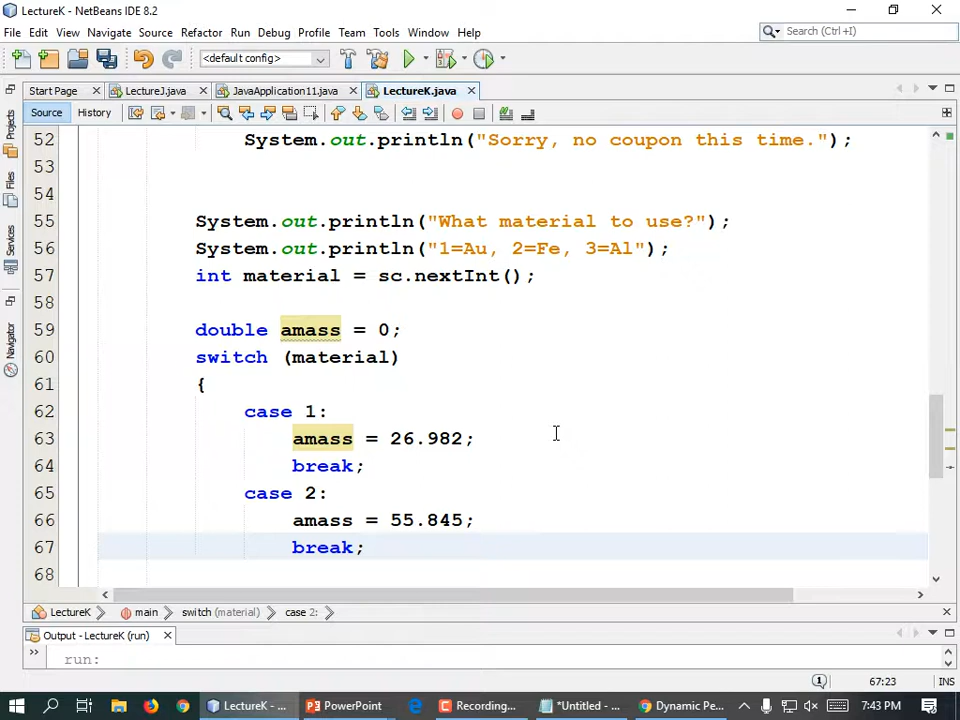 LectureK - NetBeans IDE 8.2
File Edit View Navigate Source Refactor Run Debug Profile Team Tools Window Help
Search (Ctrl+I)
<default config>
Start Page LectureJ.java JavaApplication11.java LectureK.java
Source History
52 System.out.println("Sorry, no coupon this time.");
53
54
55 System.out.println("What material to use?");
56 System.out.println("1=Au, 2=Fe, 3=Al");
57 int material = sc.nextInt();
58
59 double amass = 0;
60 switch (material)
61 {
62 case 1:
63 amass = 26.982;
64 break;
65 case 2:
66 amass = 55.845;
67 break;
68
Projects
Files
Services
Navigator
LectureK main switch (material) case 2:
Output - LectureK (run)
run:
1 67:23 INS
LectureK - ... PowerPoint Recording... *Untitled - ... Dynamic Pe... 7:43 PM